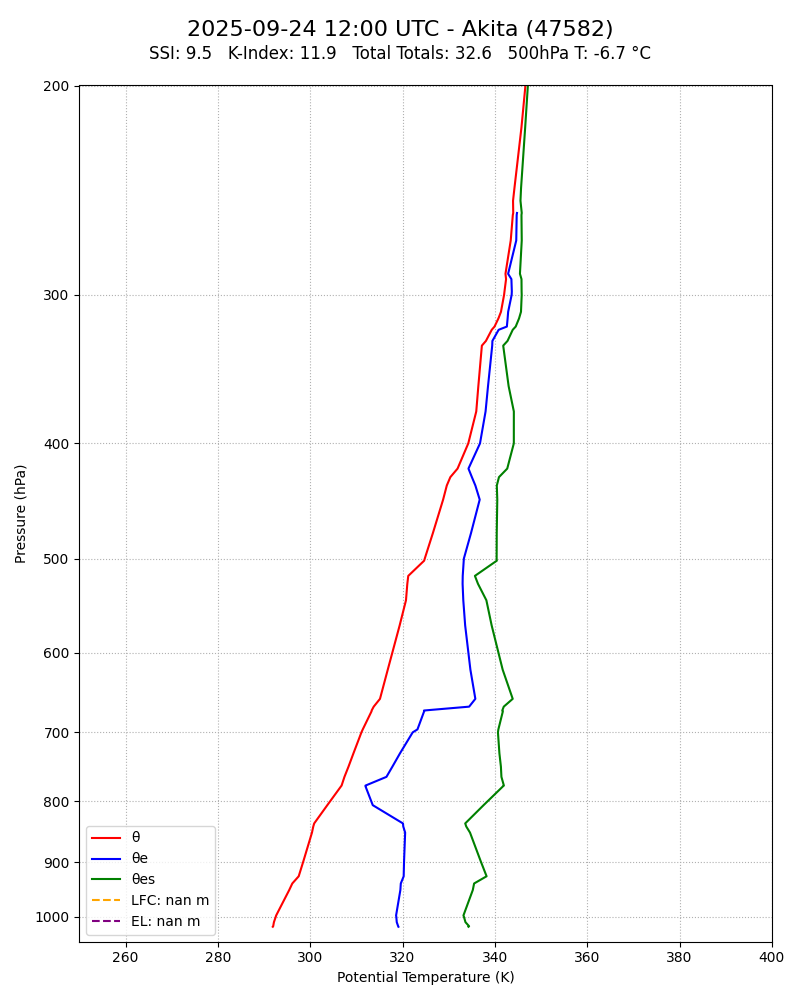 2025-09-24 12:00 UTC - Akita (47582)
SSI: 9.5   K-Index: 11.9   Total Totals: 32.6   500hPa T: -6.7 °C
200
300
400
500
600
700
800
900
1000
Pressure (hPa)
θ
θe
θes
LFC: nan m
EL: nan m
260 280 300 320 340 360 380 400
Potential Temperature (K)